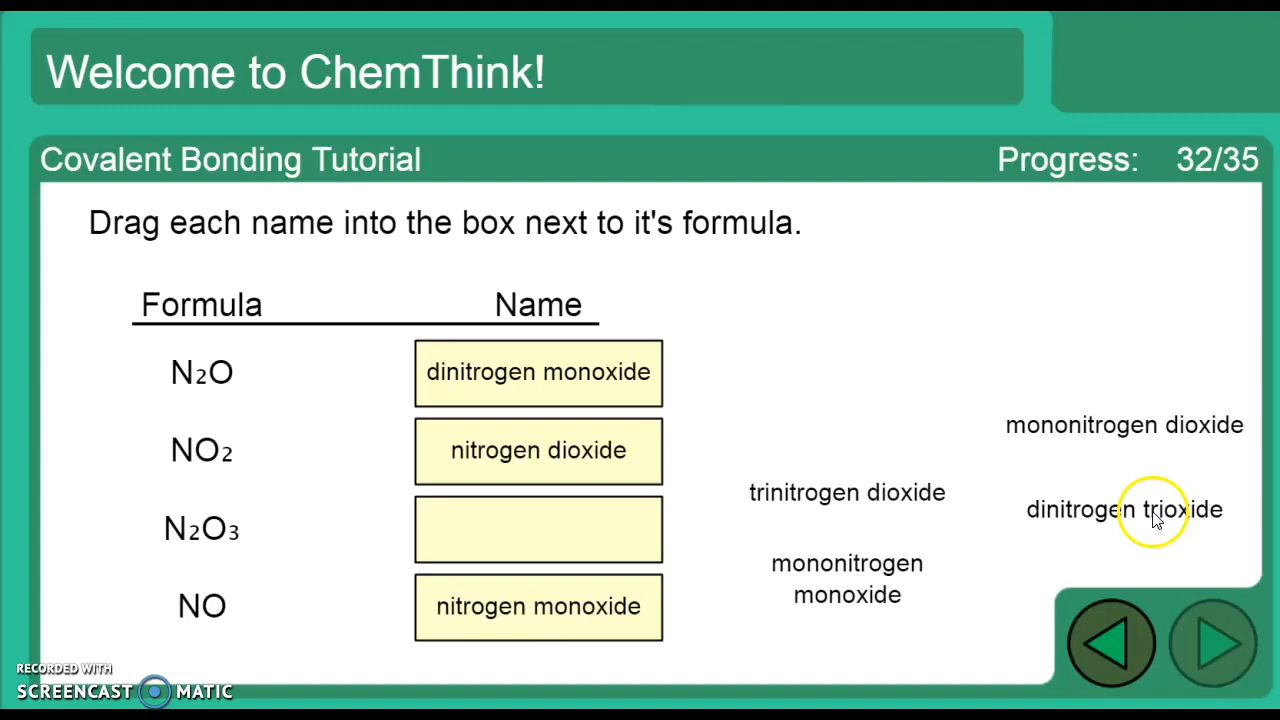 Welcome to ChemThink!
Covalent Bonding Tutorial Progress: 32/35
Drag each name into the box next to it's formula.
Formula Name
N₂O dinitrogen monoxide
mononitrogen dioxide
NO₂ nitrogen dioxide
trinitrogen dioxide
dinitrogen trioxide
N₂O₃
mononitrogen
monoxide
NO nitrogen monoxide
RECORDED WITH
SCREENCAST MATIC